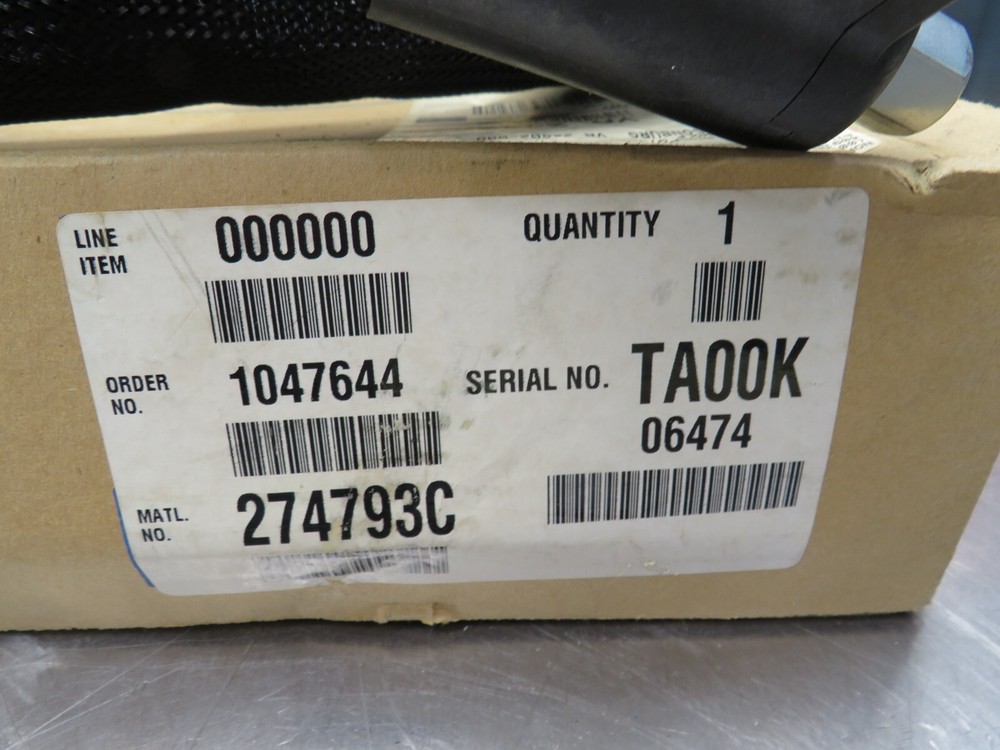 LINE ITEM 000000 QUANTITY 1
ORDER NO. 1047644 SERIAL NO. TA00K
06474
MATL. NO. 274793C